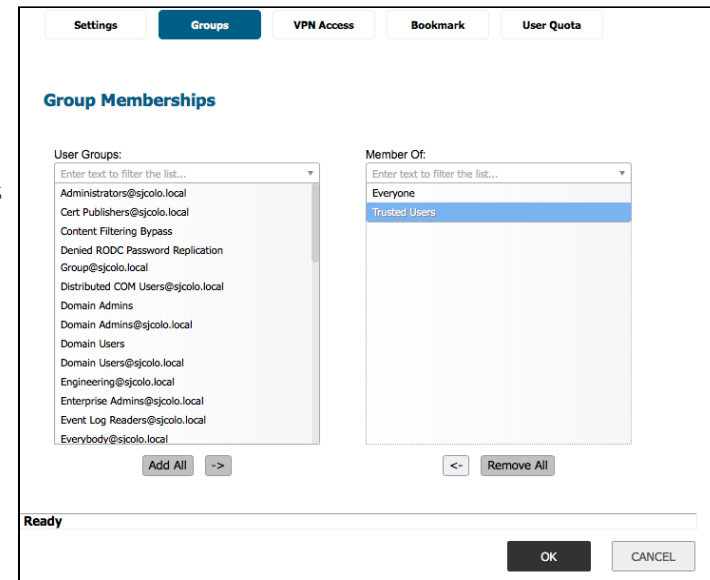 Settings
Groups
VPN Access
Bookmark
User Quota
Group Memberships
User Groups:
Enter text to filter the list...
Administrators@sjcolo.local
Cert Publishers@sjcolo.local
Content Filtering Bypass
Denied RODC Password Replication
Group@sjcolo.local
Distributed COM Users@sjcolo.local
Domain Admins
Domain Admins@sjcolo.local
Domain Users
Domain Users@sjcolo.local
Engineering@sjcolo.local
Enterprise Admins@sjcolo.local
Event Log Readers@sjcolo.local
Everybody@sjcolo.local
Add All
->
Member Of:
Enter text to filter the list...
Everyone
Trusted Users
<-
Remove All
Ready
OK
CANCEL